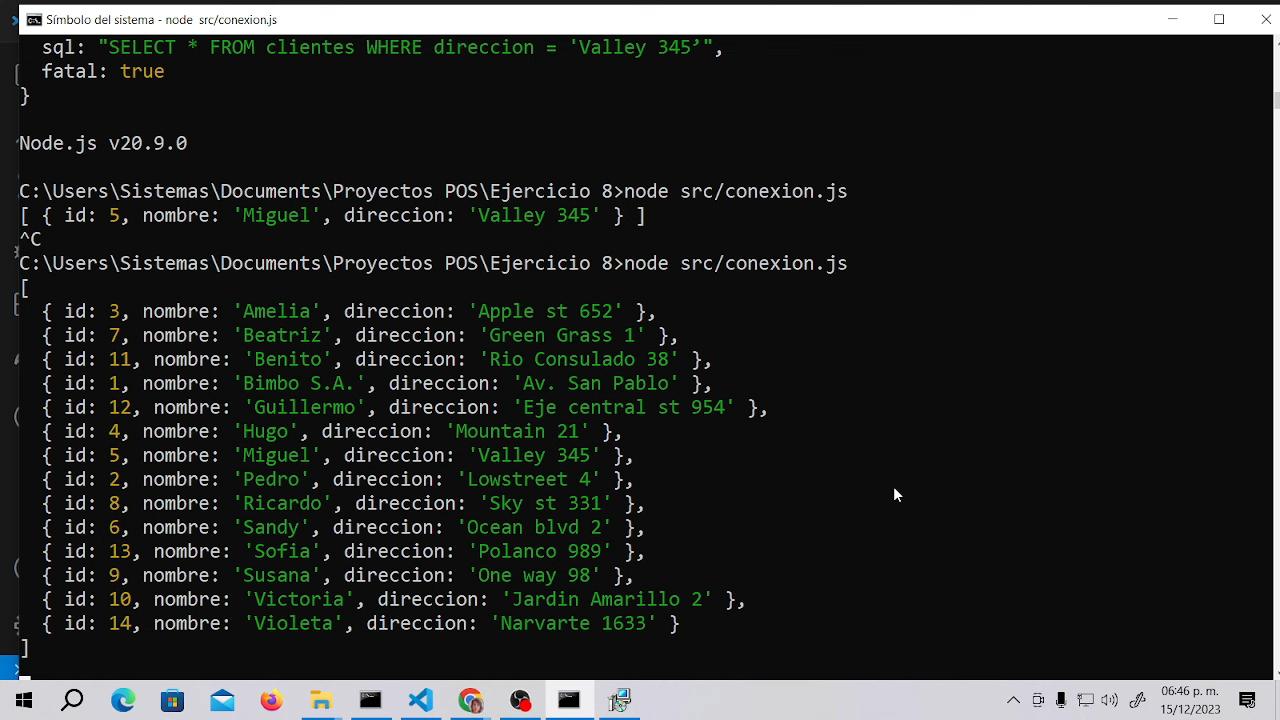 Símbolo del sistema - node  src/conexion.js
  sql: "SELECT * FROM clientes WHERE direccion = 'Valley 345’",
  fatal: true
}
Node.js v20.9.0
C:\Users\Sistemas\Documents\Proyectos POS\Ejercicio 8>node src/conexion.js
[ { id: 5, nombre: 'Miguel', direccion: 'Valley 345' } ]
^C
C:\Users\Sistemas\Documents\Proyectos POS\Ejercicio 8>node src/conexion.js
[
  { id: 3, nombre: 'Amelia', direccion: 'Apple st 652' },
  { id: 7, nombre: 'Beatriz', direccion: 'Green Grass 1' },
  { id: 11, nombre: 'Benito', direccion: 'Rio Consulado 38' },
  { id: 1, nombre: 'Bimbo S.A.', direccion: 'Av. San Pablo' },
  { id: 12, nombre: 'Guillermo', direccion: 'Eje central st 954' },
  { id: 4, nombre: 'Hugo', direccion: 'Mountain 21' },
  { id: 5, nombre: 'Miguel', direccion: 'Valley 345' },
  { id: 2, nombre: 'Pedro', direccion: 'Lowstreet 4' },
  { id: 8, nombre: 'Ricardo', direccion: 'Sky st 331' },
  { id: 6, nombre: 'Sandy', direccion: 'Ocean blvd 2' },
  { id: 13, nombre: 'Sofia', direccion: 'Polanco 989' },
  { id: 9, nombre: 'Susana', direccion: 'One way 98' },
  { id: 10, nombre: 'Victoria', direccion: 'Jardin Amarillo 2' },
  { id: 14, nombre: 'Violeta', direccion: 'Narvarte 1633' }
]
06:46 p. m.
15/12/2023